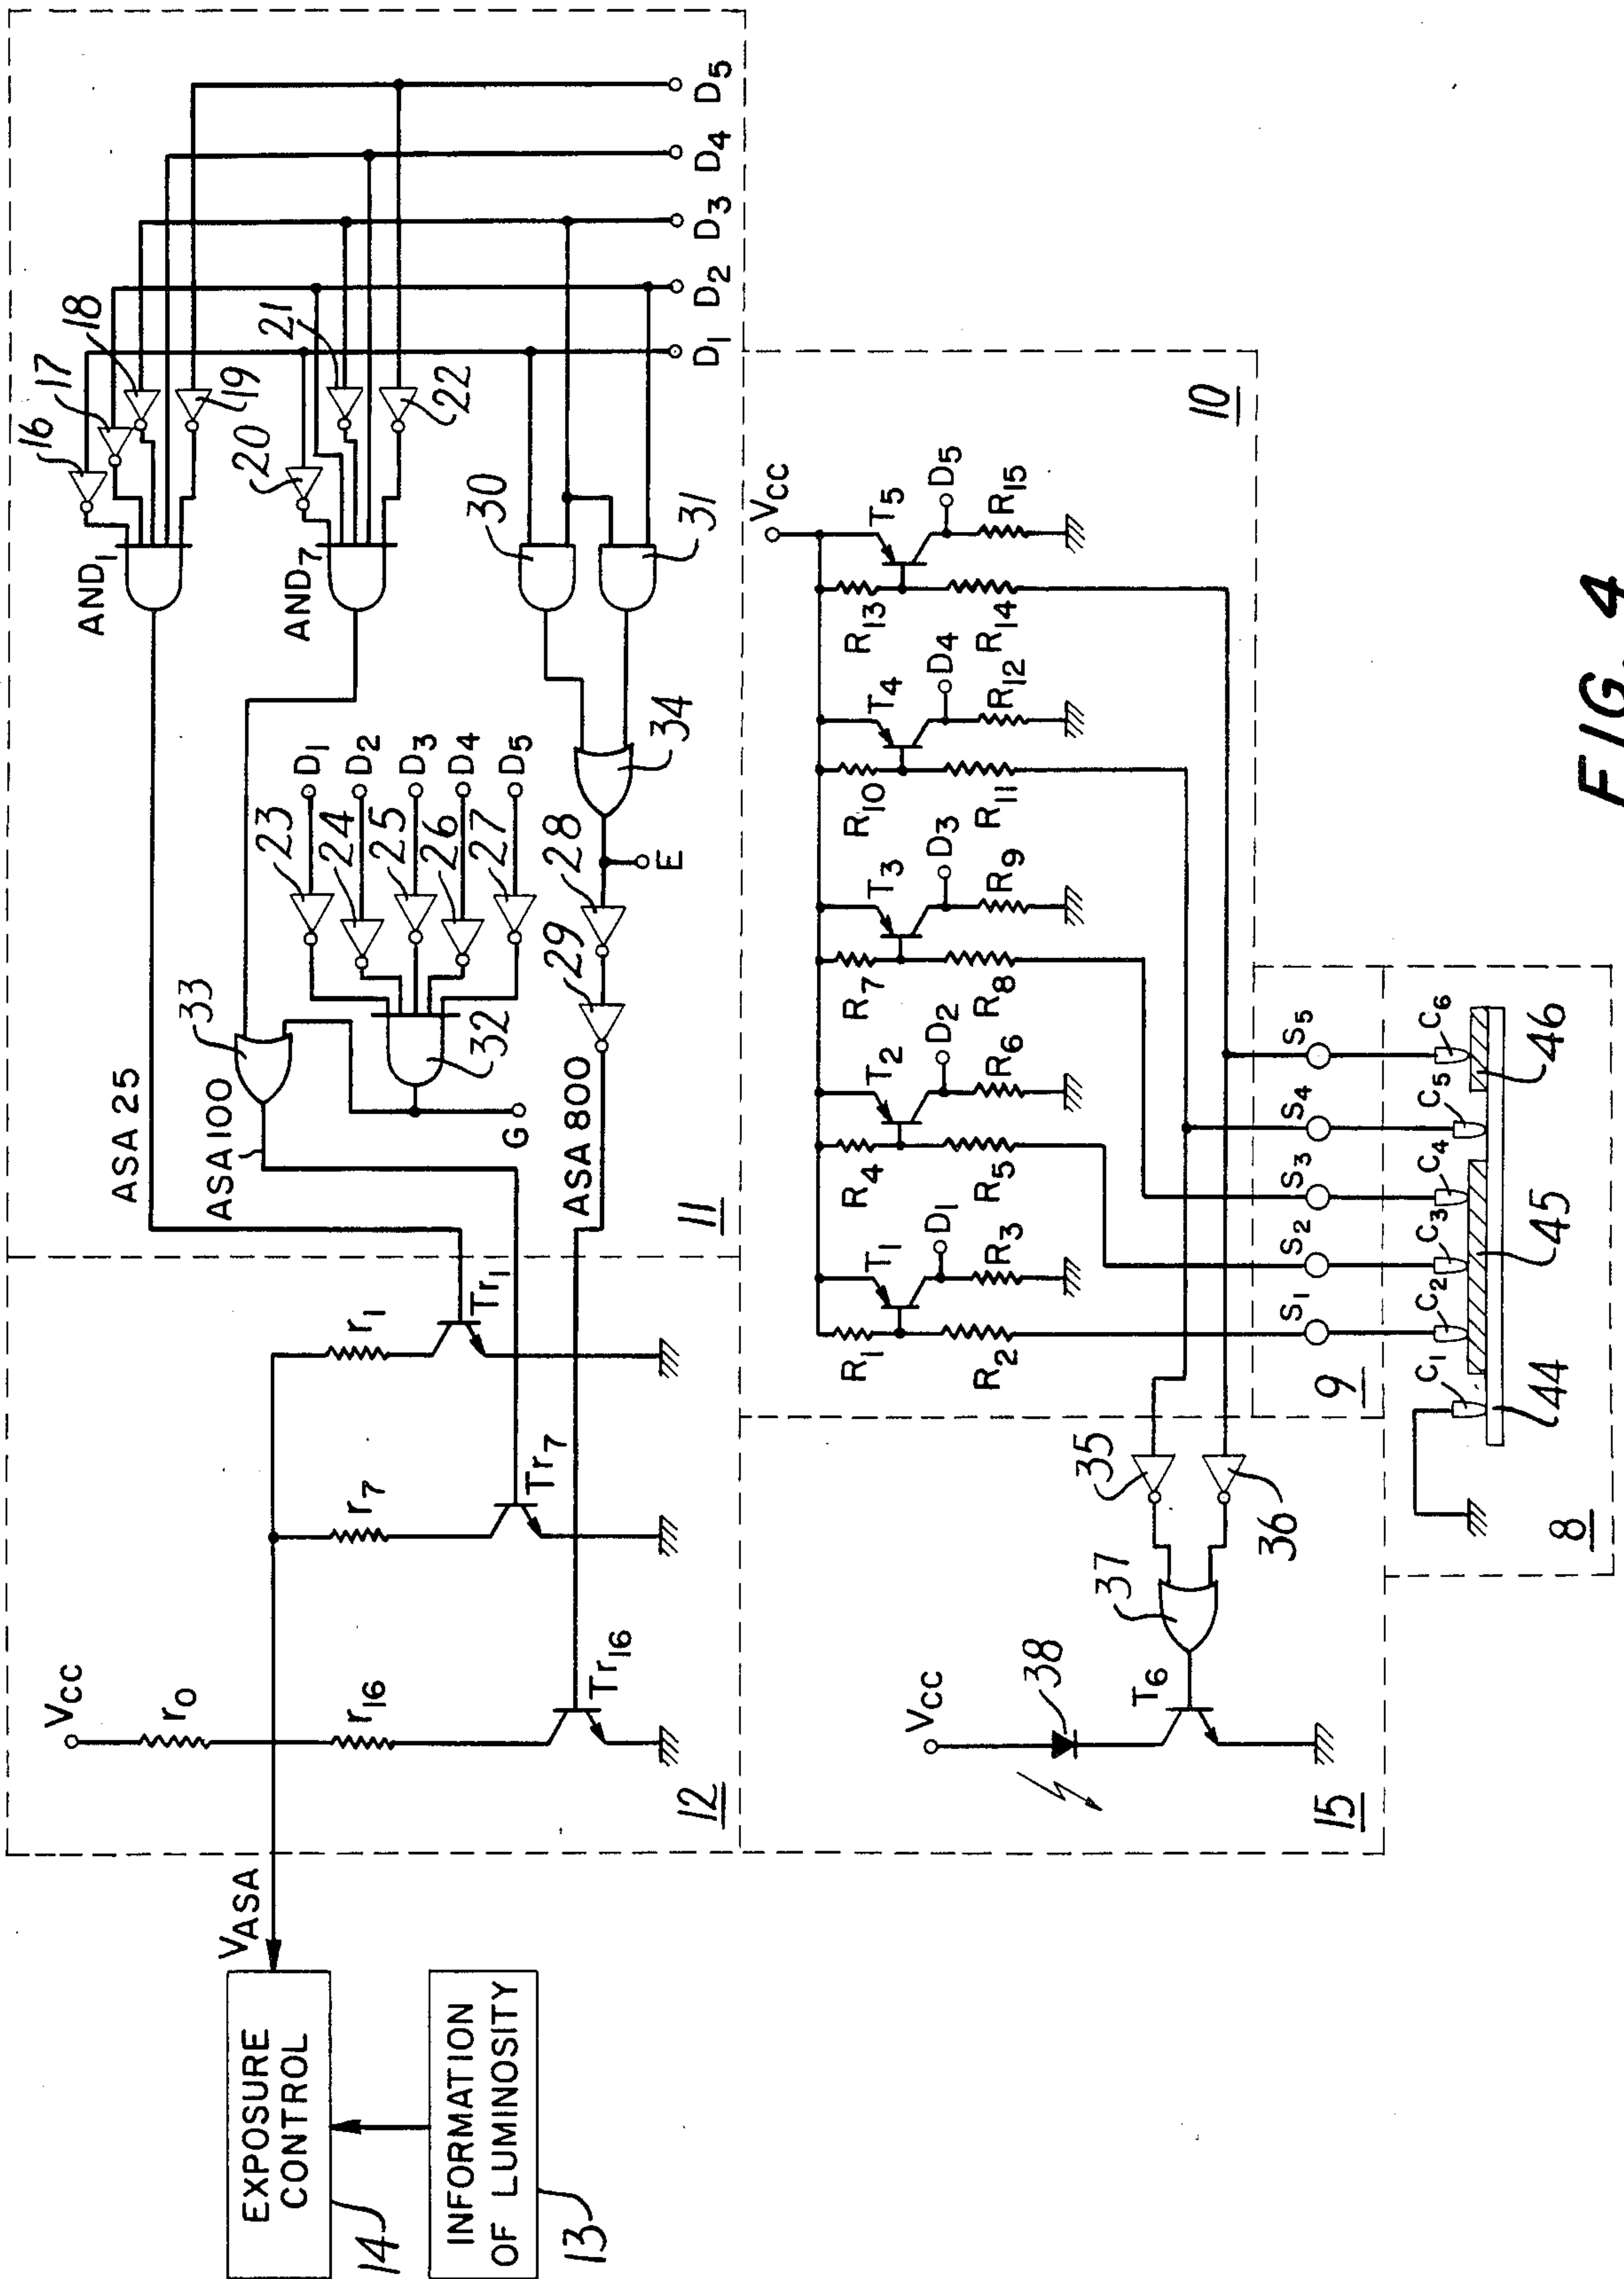 EXPOSURE
CONTROL
14
INFORMATION
OF LUMINOSITY
13
VASA
Vcc
r0
r16
Tr16
r7
Tr7
r1
Tr1
12
ASA 25
ASA 100
ASA 800
11
33
G
32
23
24
25
26
27
D1
D2
D3
D4
D5
29
28
E
34
AND1
AND7
30
31
16
17
18
19
20
21
22
D1
D2
D3
D4
D5
Vcc
38
T6
37
35
36
15
Vcc
R1
R2
T1
D1
R3
R4
R5
T2
D2
R6
R7
R8
T3
D3
R9
R10
R11
T4
D4
R12
R13
R14
T5
D5
R15
10
9
S1
S2
S3
S4
S5
C1
C2
C3
C4
C5
C6
44
45
46
8
FIG. 4